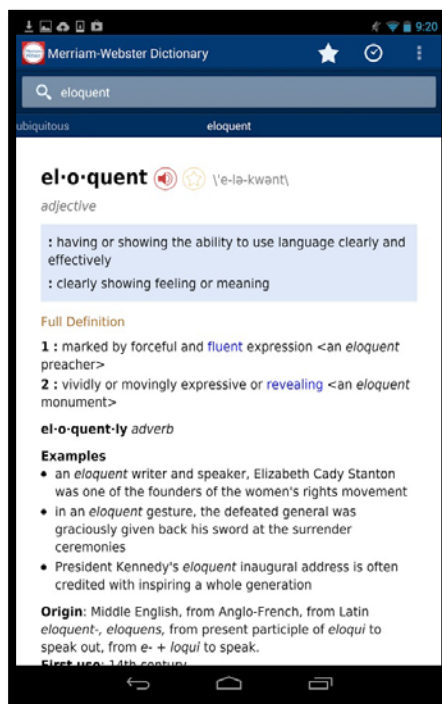 9:20
Merriam-Webster Dictionary
eloquent
ubiquitous eloquent
el·o·quent \'e-lə-kwənt\
adjective
: having or showing the ability to use language clearly and
effectively
: clearly showing feeling or meaning
Full Definition
1 : marked by forceful and fluent expression <an eloquent
preacher>
2 : vividly or movingly expressive or revealing <an eloquent
monument>
el·o·quent·ly adverb
Examples
• an eloquent writer and speaker, Elizabeth Cady Stanton
was one of the founders of the women's rights movement
• in an eloquent gesture, the defeated general was
graciously given back his sword at the surrender
ceremonies
• President Kennedy's eloquent inaugural address is often
credited with inspiring a whole generation
Origin: Middle English, from Anglo-French, from Latin
eloquent-, eloquens, from present participle of eloqui to
speak out, from e- + loqui to speak.
First use: 14th century